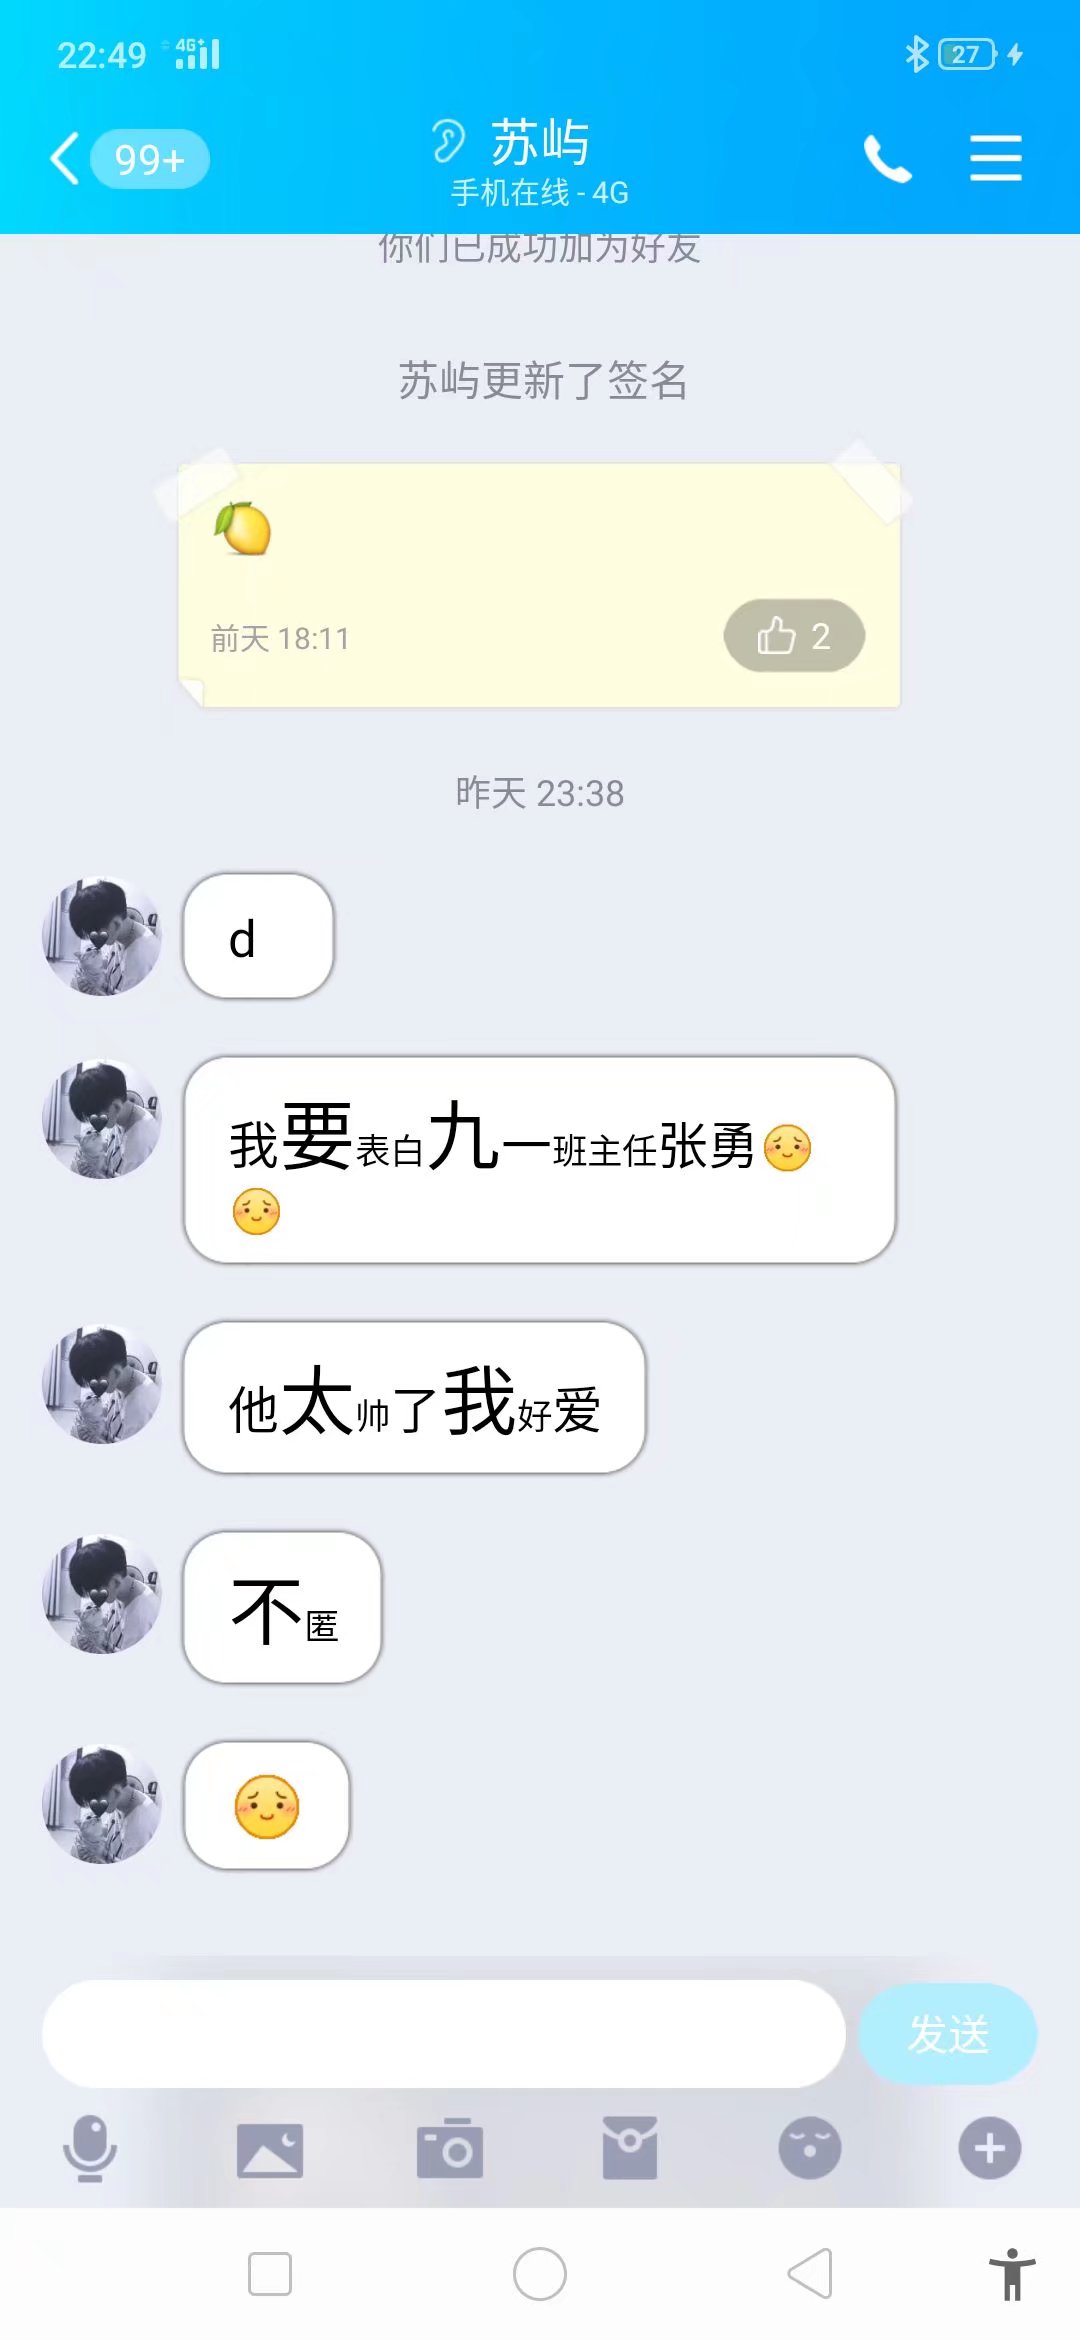 22:49 4G+ 27
99+ 苏屿
手机在线 - 4G
你们已成功加为好友
苏屿更新了签名
🍋
前天 18:11 2
昨天 23:38
d
我要表白九一班主任张勇😊
😊
他太帅了我好爱
不匿
😊
发送